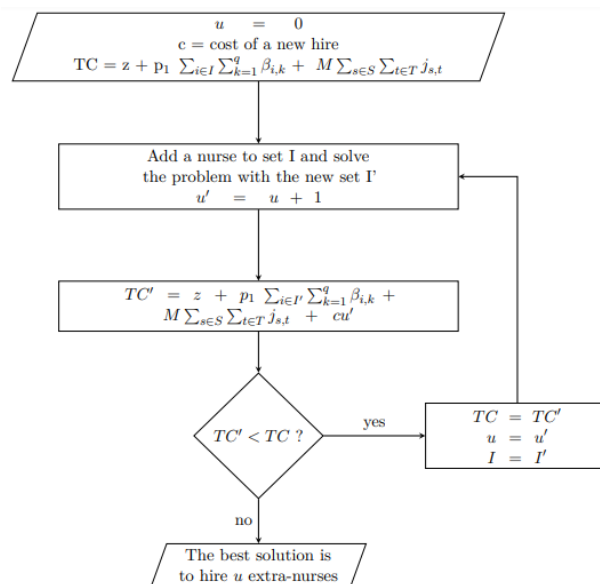 u = 0
c = cost of a new hire
TC = z + p₁ ∑_{i∈I} ∑_{k=1}^{q} β_{i,k} + M ∑_{s∈S} ∑_{t∈T} j_{s,t}
Add a nurse to set I and solve
the problem with the new set I'
u′ = u + 1
TC′ = z + p₁ ∑_{i∈I′} ∑_{k=1}^{q} β_{i,k} +
M ∑_{s∈S} ∑_{t∈T} j_{s,t} + cu′
TC′ < TC ?
yes
TC = TC′
u = u′
I = I′
no
The best solution is
to hire u extra-nurses